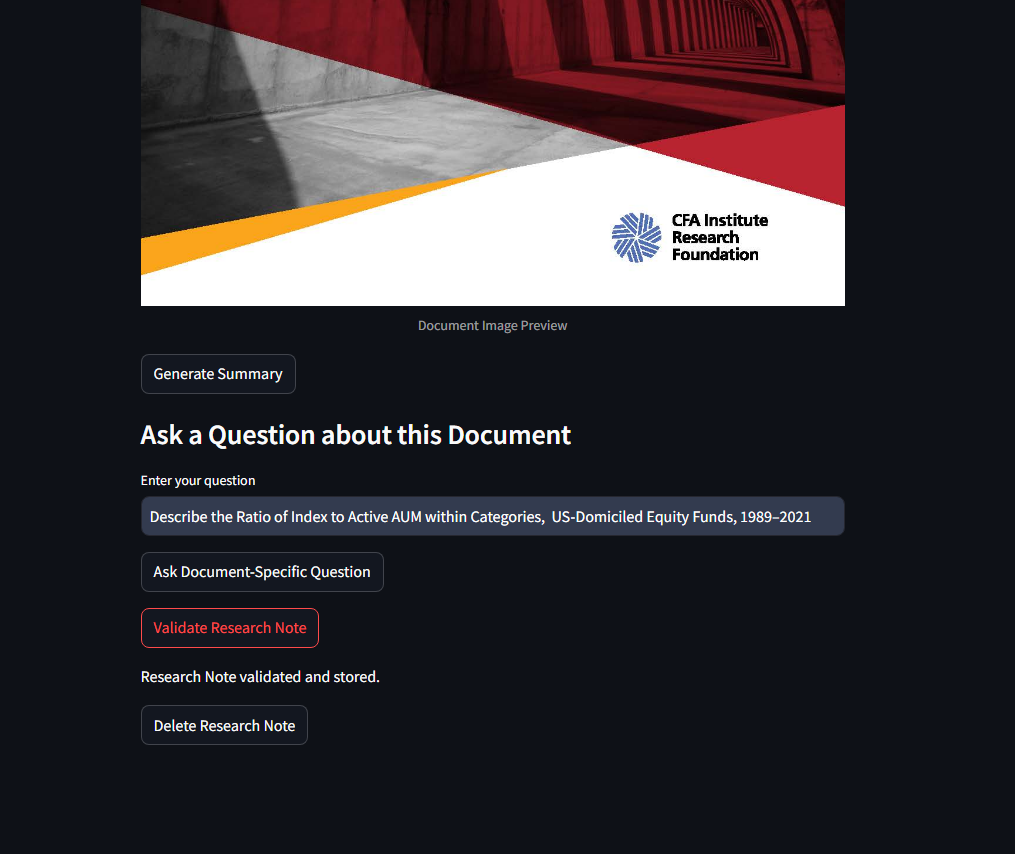 CFA Institute
Research
Foundation
Document Image Preview
Generate Summary
Ask a Question about this Document
Enter your question
Describe the Ratio of Index to Active AUM within Categories,  US-Domiciled Equity Funds, 1989–2021
Ask Document-Specific Question
Validate Research Note
Research Note validated and stored.
Delete Research Note